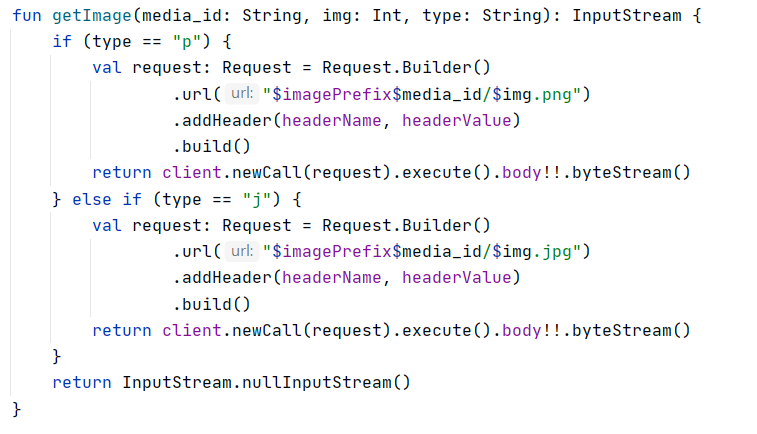 fun getImage(media_id: String, img: Int, type: String): InputStream {
    if (type == "p") {
        val request: Request = Request.Builder()
                .url( url: "$imagePrefix$media_id/$img.png")
                .addHeader(headerName, headerValue)
                .build()
        return client.newCall(request).execute().body!!.byteStream()
    } else if (type == "j") {
        val request: Request = Request.Builder()
                .url( url: "$imagePrefix$media_id/$img.jpg")
                .addHeader(headerName, headerValue)
                .build()
        return client.newCall(request).execute().body!!.byteStream()
    }
    return InputStream.nullInputStream()
}